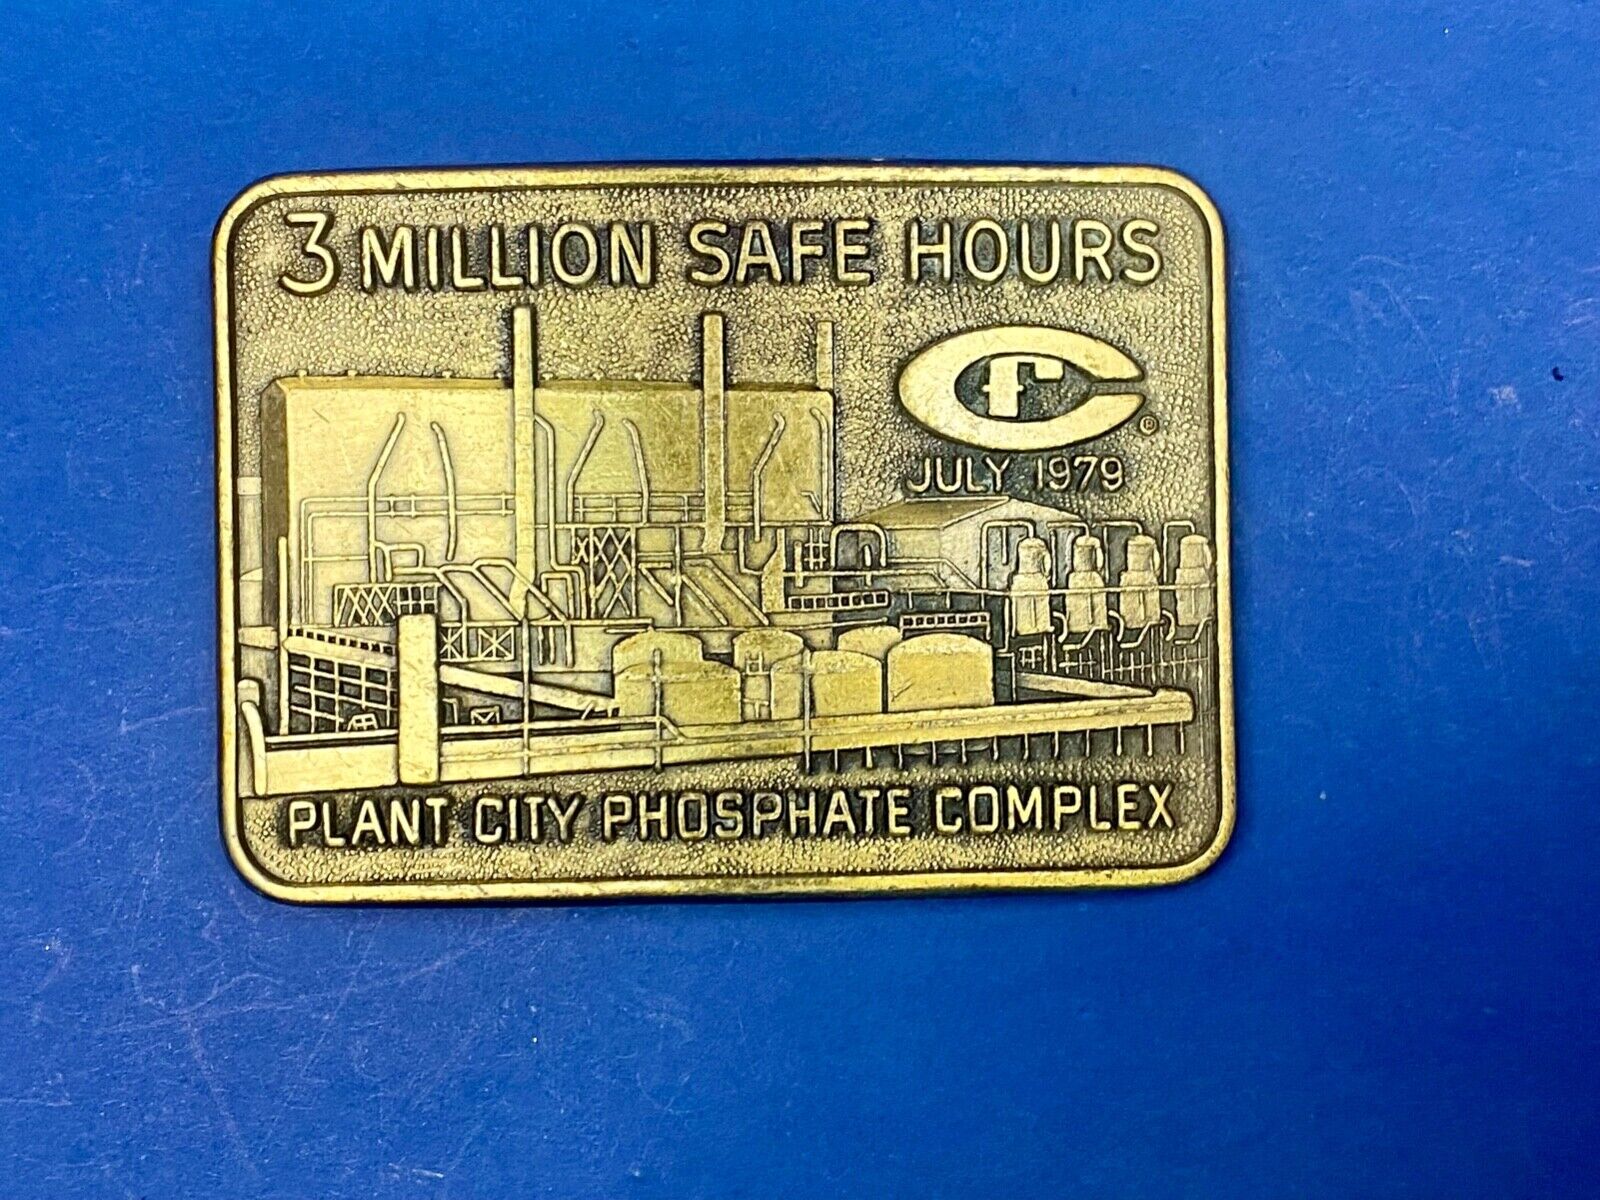 3 MILLION SAFE HOURS
CF®
JULY 1979
PLANT CITY PHOSPHATE COMPLEX